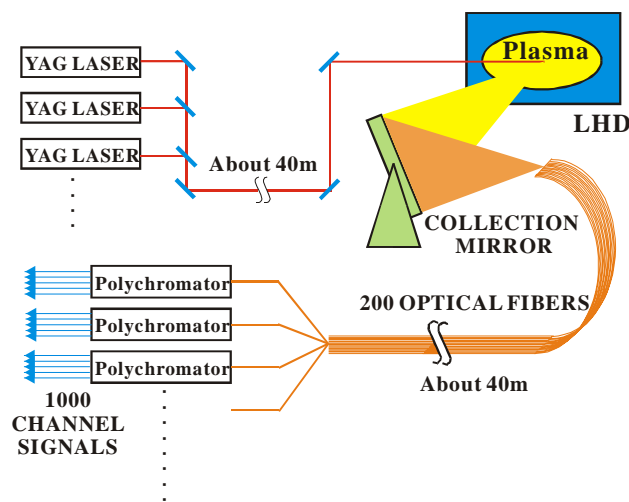 YAG LASER
YAG LASER
YAG LASER
About 40m
Plasma
LHD
COLLECTION
MIRROR
200 OPTICAL FIBERS
About 40m
Polychromator
Polychromator
Polychromator
1000
CHANNEL
SIGNALS